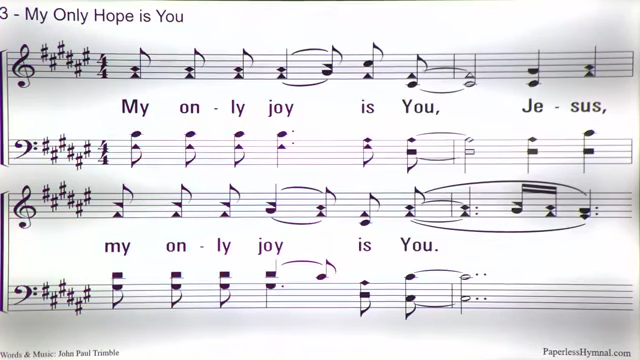 3 - My Only Hope is You
My on - ly joy is You, Je - sus,
my on - ly joy is You.
Words & Music: John Paul Trimble
PaperlessHymnal.com